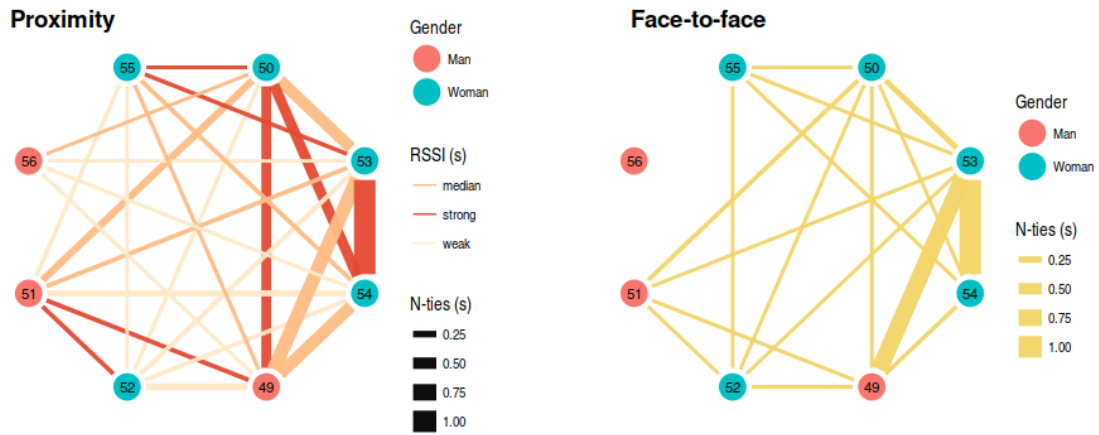 Proximity
Gender
Man
Woman
RSSI (s)
median
strong
weak
N-ties (s)
0.25
0.50
0.75
1.00
55
50
56
53
51
54
52
49
Face-to-face
55
50
56
53
51
54
52
49
Gender
Man
Woman
N-ties (s)
0.25
0.50
0.75
1.00